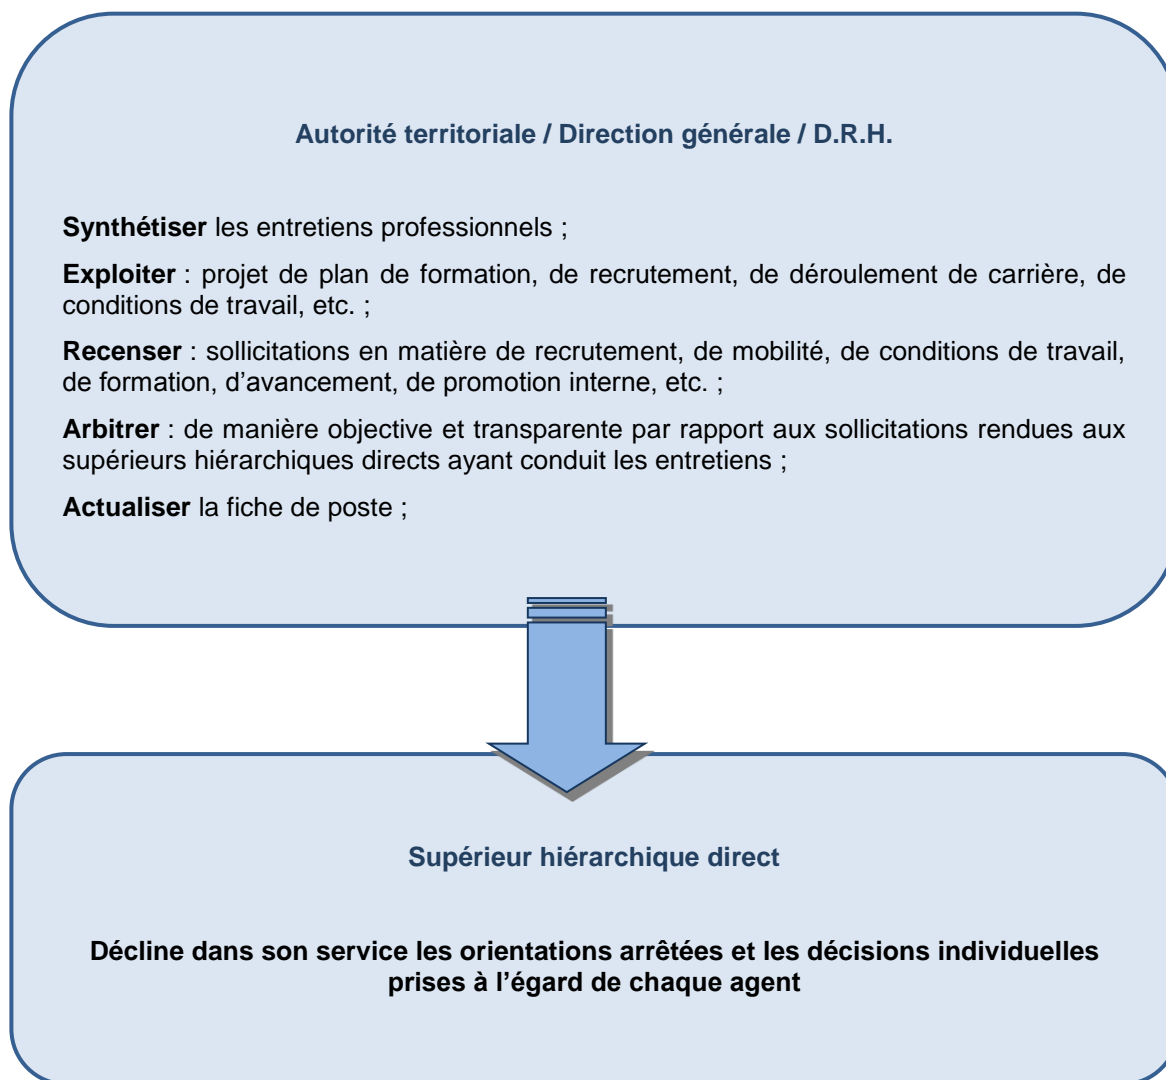 Autorité territoriale / Direction générale / D.R.H.
Synthétiser les entretiens professionnels ;
Exploiter : projet de plan de formation, de recrutement, de déroulement de carrière, de
conditions de travail, etc. ;
Recenser : sollicitations en matière de recrutement, de mobilité, de conditions de travail,
de formation, d’avancement, de promotion interne, etc. ;
Arbitrer : de manière objective et transparente par rapport aux sollicitations rendues aux
supérieurs hiérarchiques directs ayant conduit les entretiens ;
Actualiser la fiche de poste ;
Supérieur hiérarchique direct
Décline dans son service les orientations arrêtées et les décisions individuelles
prises à l’égard de chaque agent